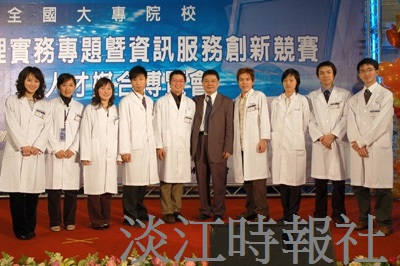 全國大專院校
理實務專題暨資訊服務創新競賽
人才媒合博覽會
淡江時報社